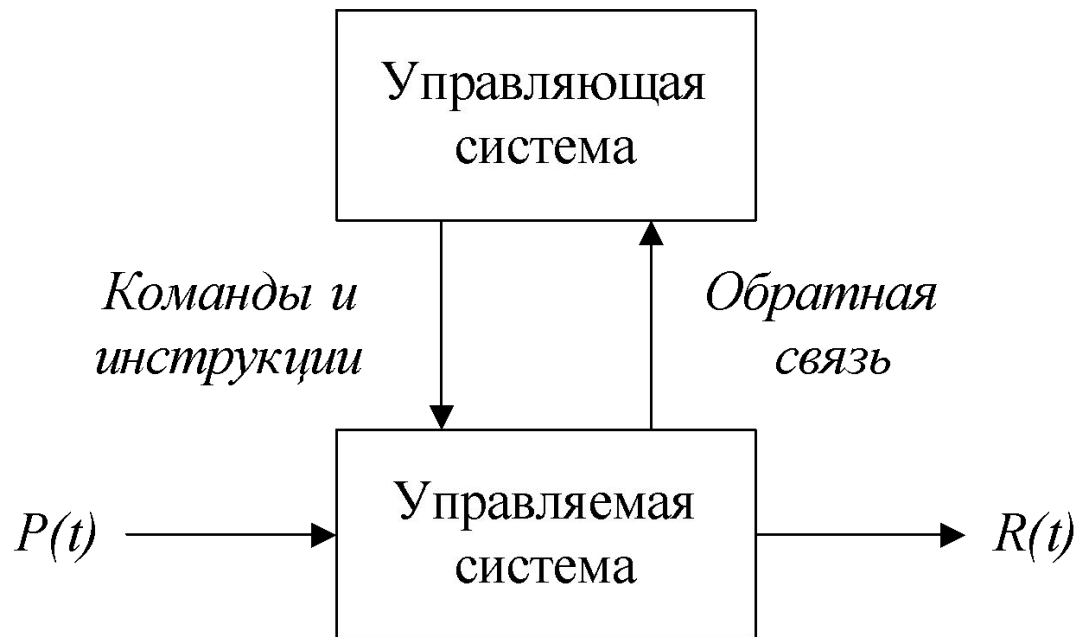 Управляющая
система
Команды и
инструкции
Обратная
связь
P(t)
Управляемая
система
R(t)